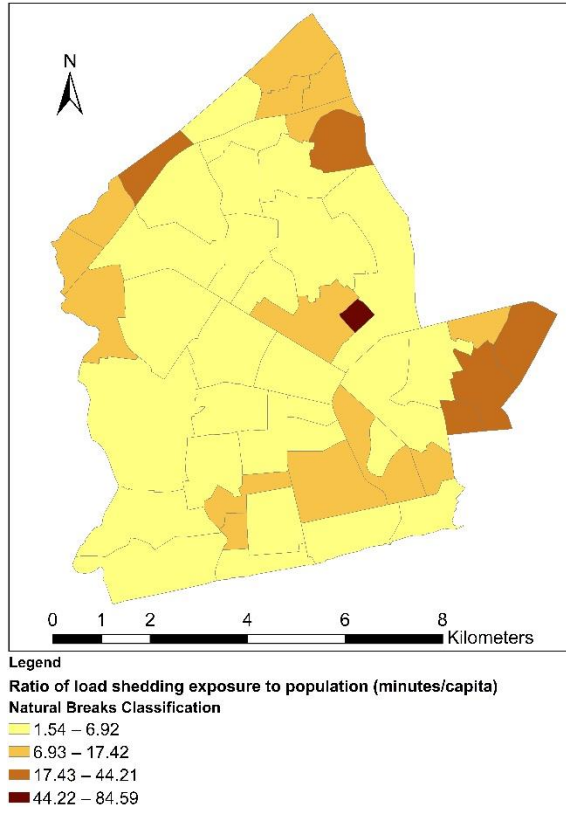 N
0 1 2 4 6 8
Kilometers
Legend
Ratio of load shedding exposure to population (minutes/capita)
Natural Breaks Classification
1.54 – 6.92
6.93 – 17.42
17.43 – 44.21
44.22 – 84.59